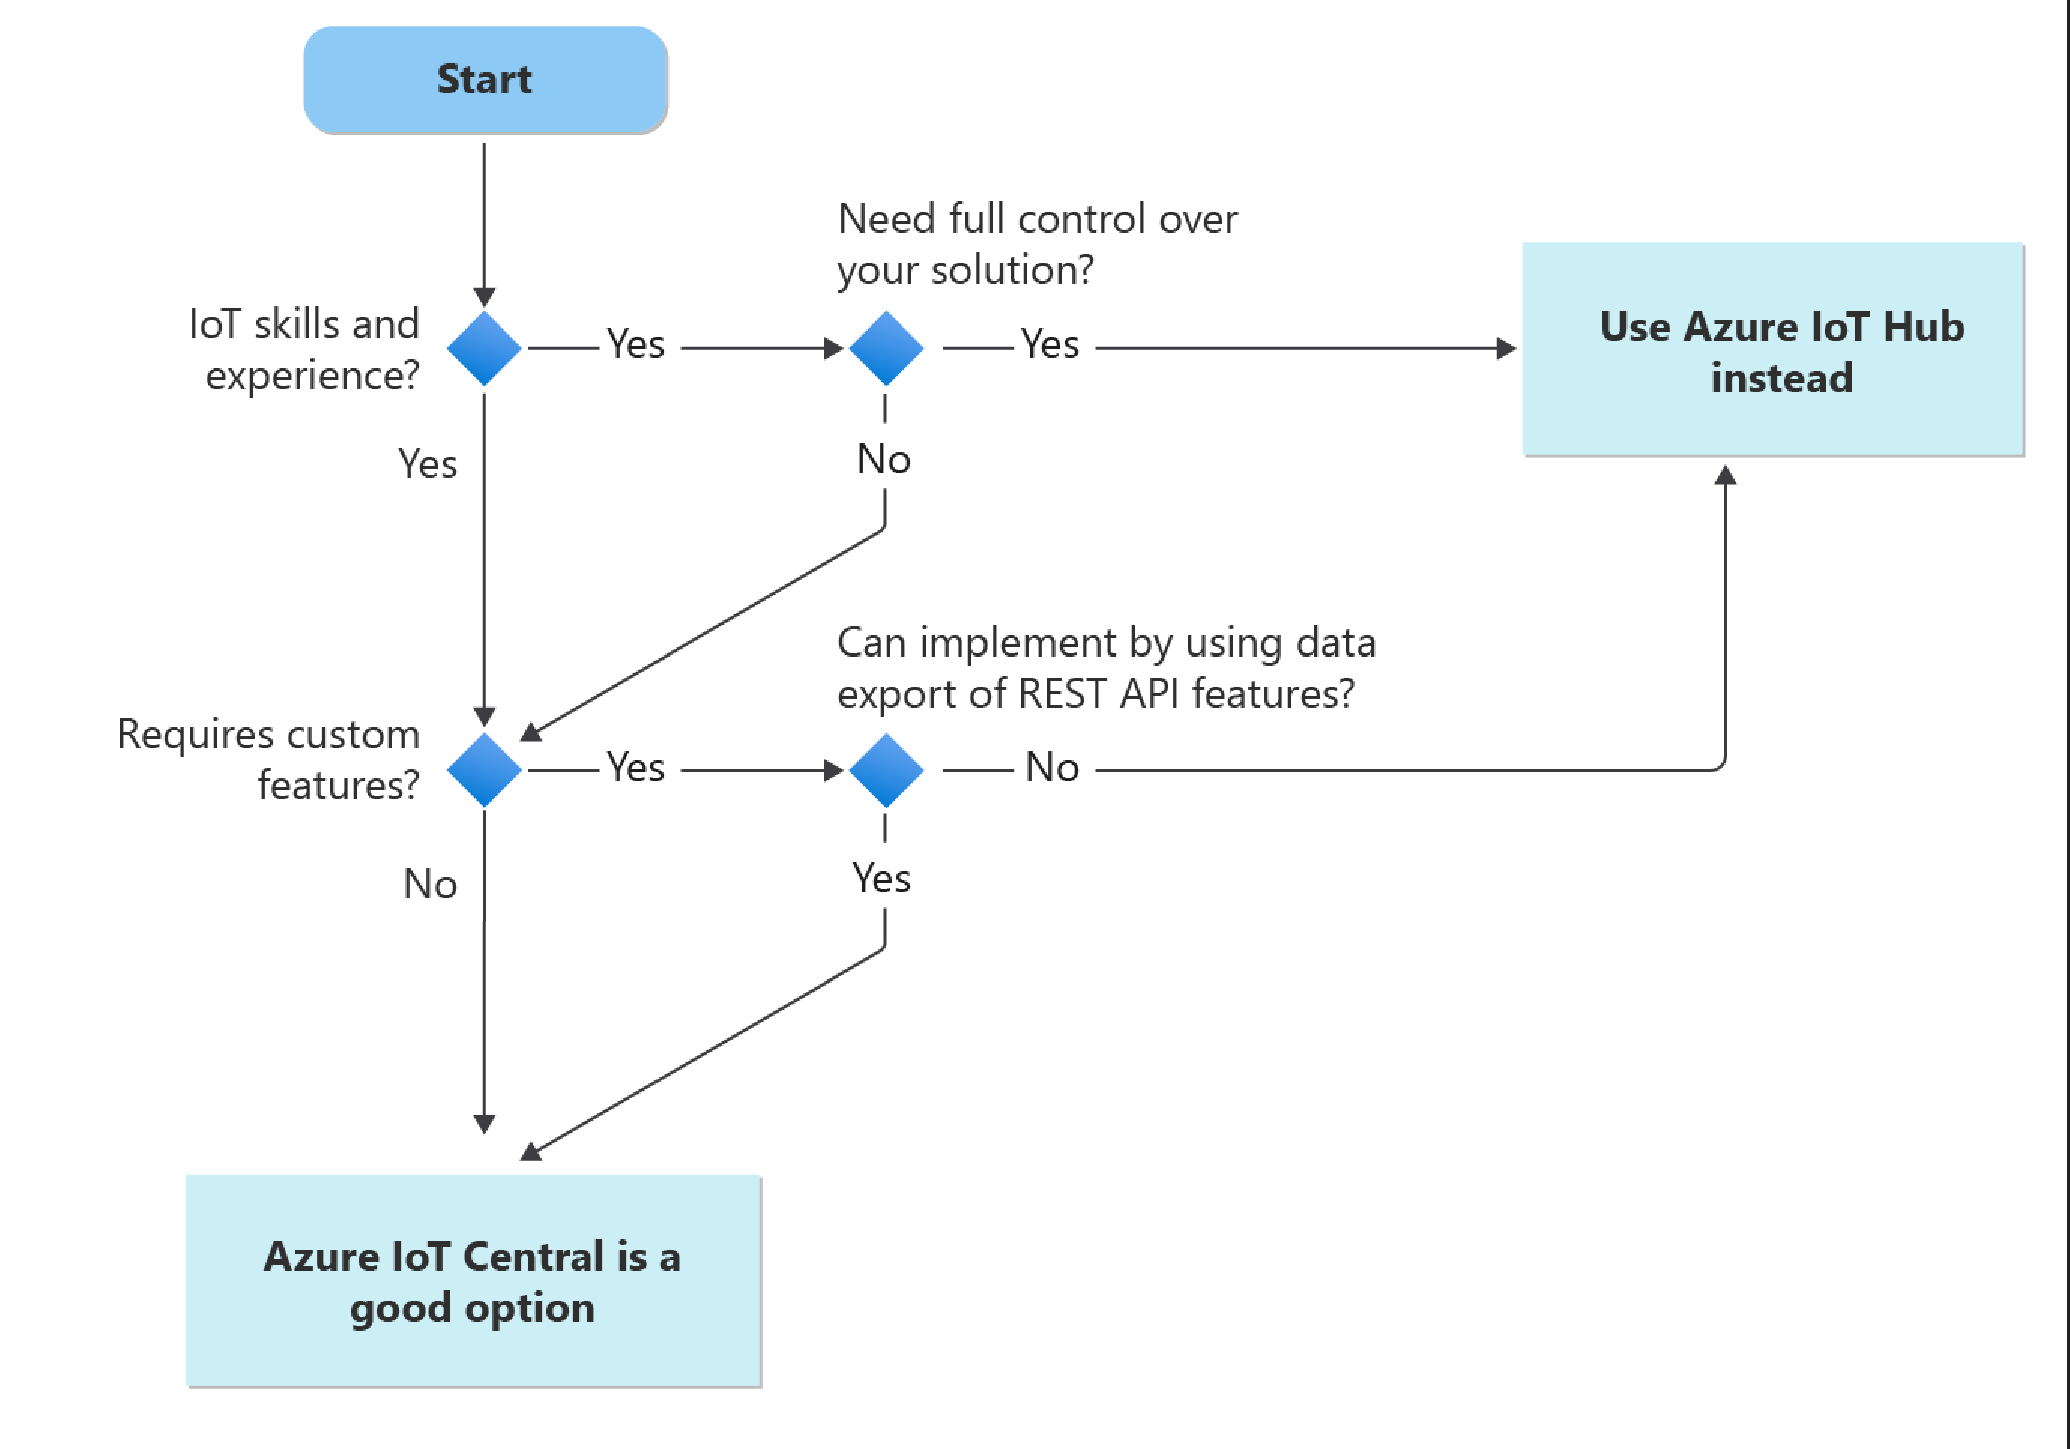 Start
Need full control over
your solution?
IoT skills and
experience?
Yes
Yes
Use Azure IoT Hub
instead
Yes
No
Can implement by using data
export of REST API features?
Requires custom
features?
Yes
No
No
Yes
Azure IoT Central is a
good option